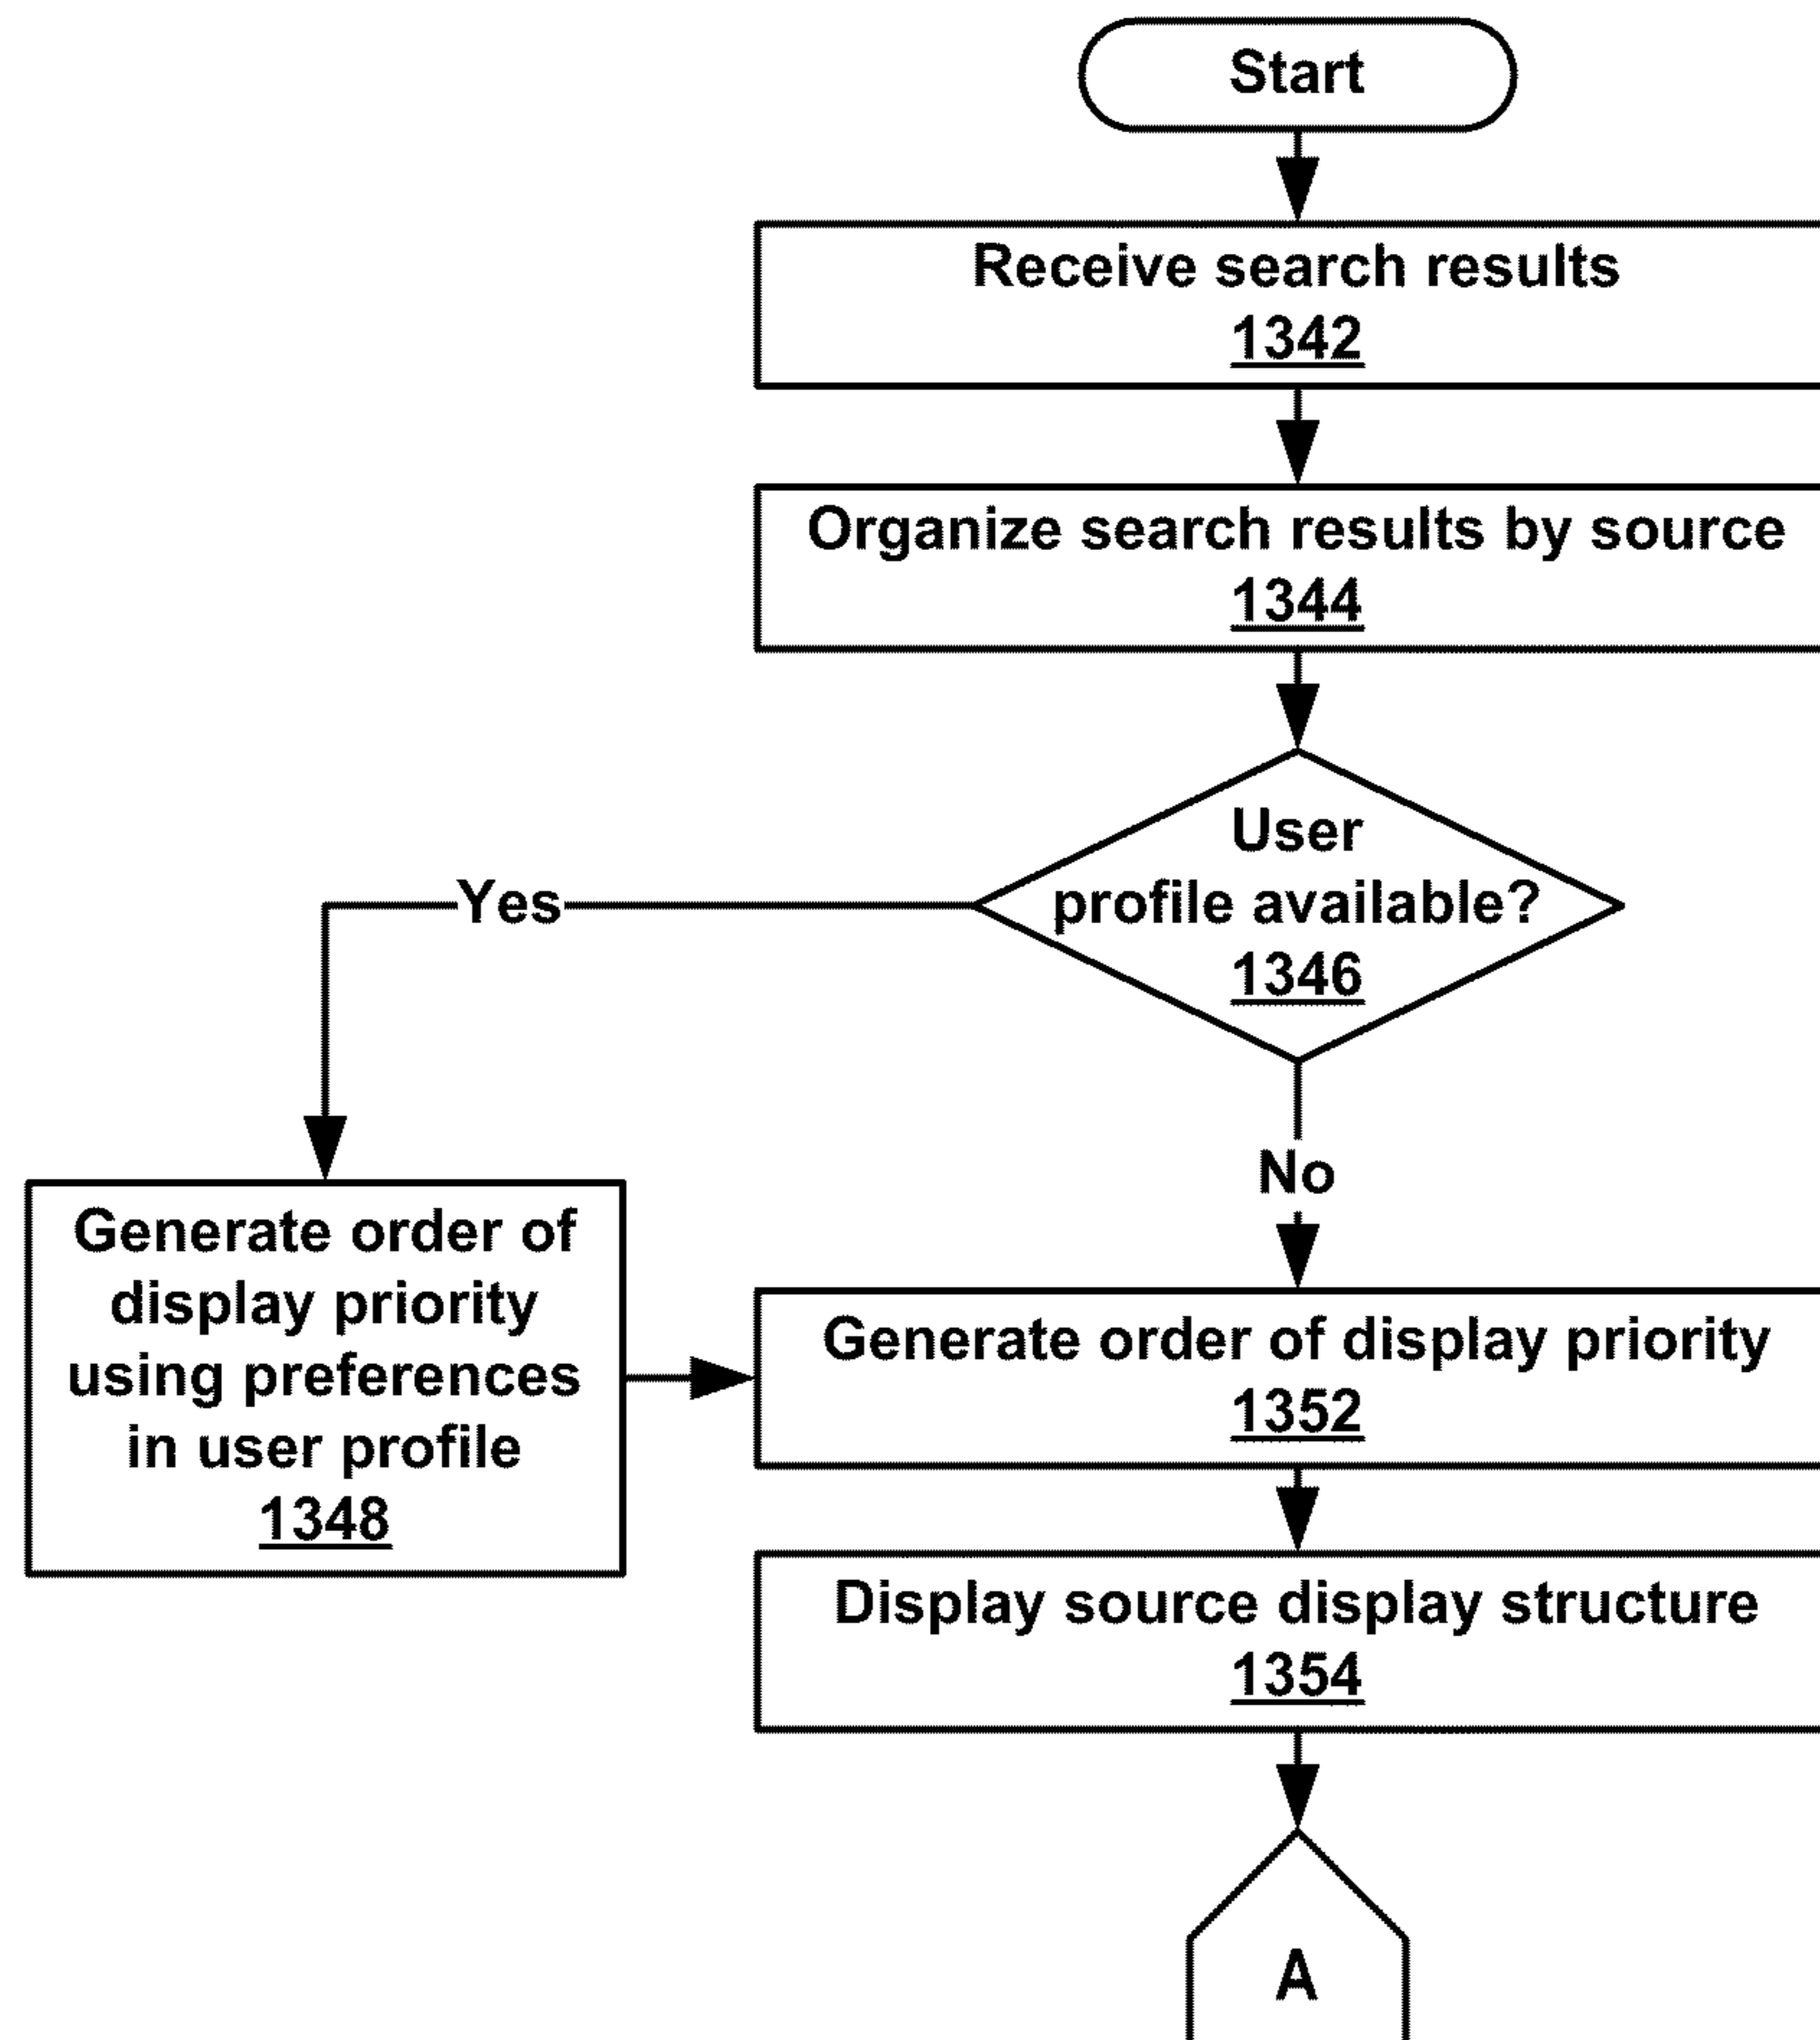 Start
Receive search results
1342
Organize search results by source
1344
User
profile available?
1346
Yes
No
Generate order of
display priority
using preferences
in user profile
1348
Generate order of display priority
1352
Display source display structure
1354
A